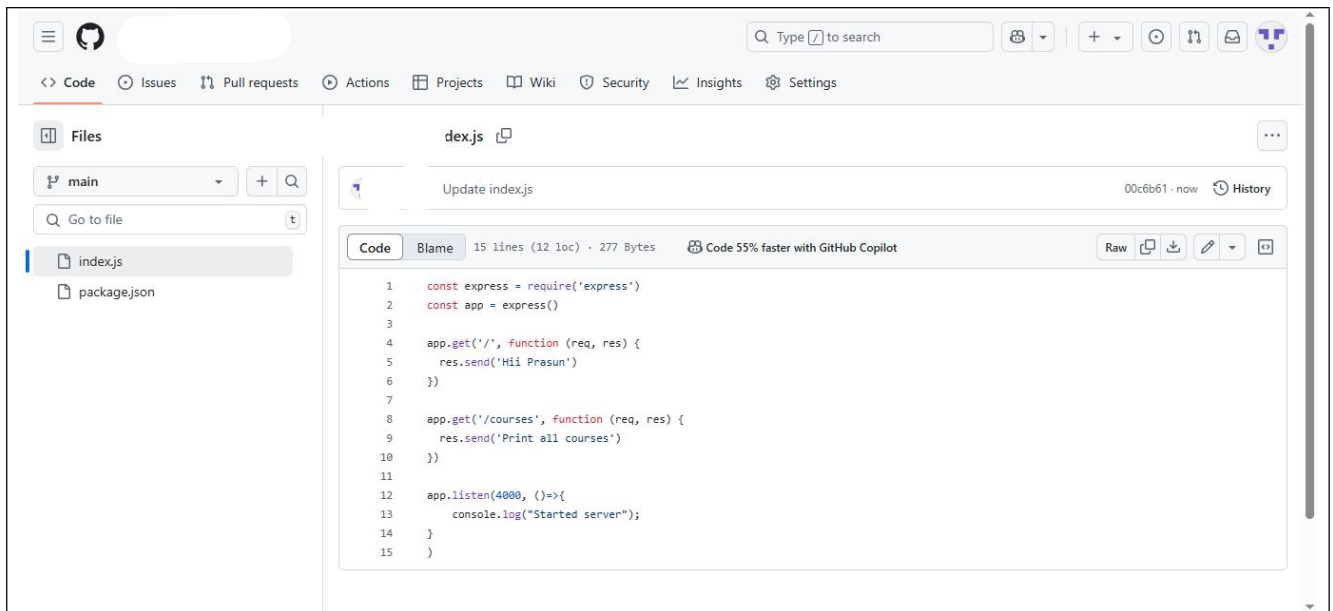 Type / to search
Code Issues Pull requests Actions Projects Wiki Security Insights Settings
Files
dex.js
main
Update index.js
00c6b61 · now History
Go to file t
Code Blame 15 lines (12 loc) · 277 Bytes Code 55% faster with GitHub Copilot Raw
index.js
package.json
1 const express = require('express')
2 const app = express()
3
4 app.get('/', function (req, res) {
5 res.send('Hii Prasun')
6 })
7
8 app.get('/courses', function (req, res) {
9 res.send('Print all courses')
10 })
11
12 app.listen(4000, ()=>{
13 console.log("Started server");
14 }
15 )